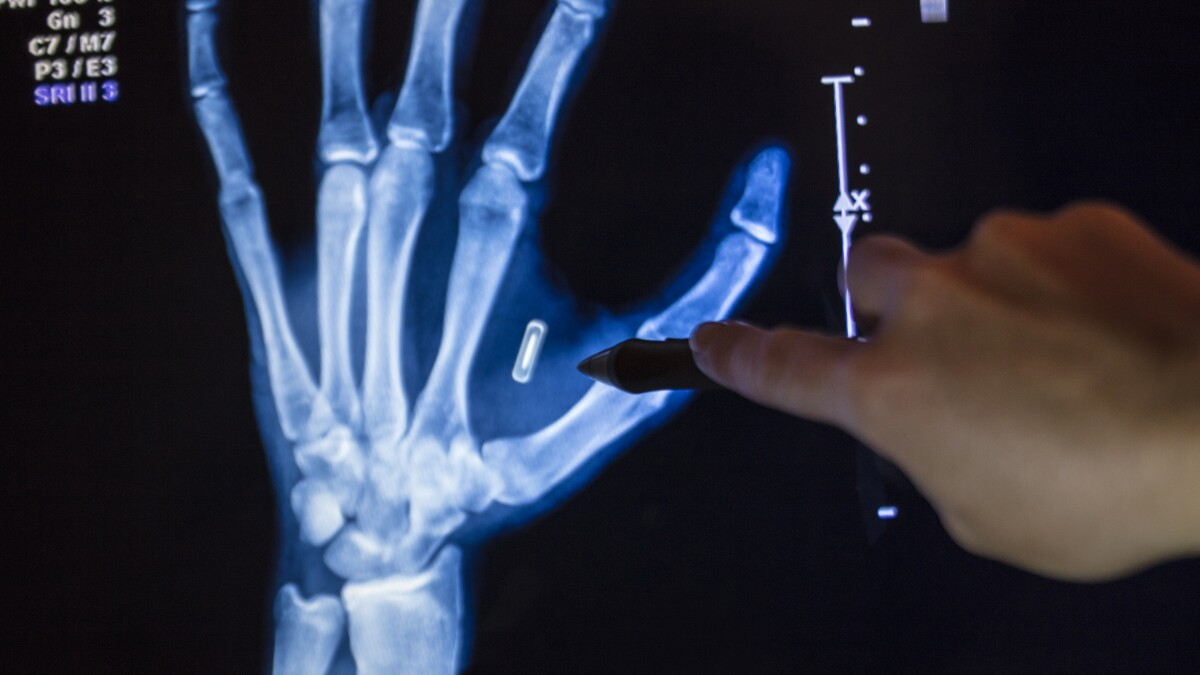 Gn 3
C7 / M7
P3 / E3
SRI II 3
X